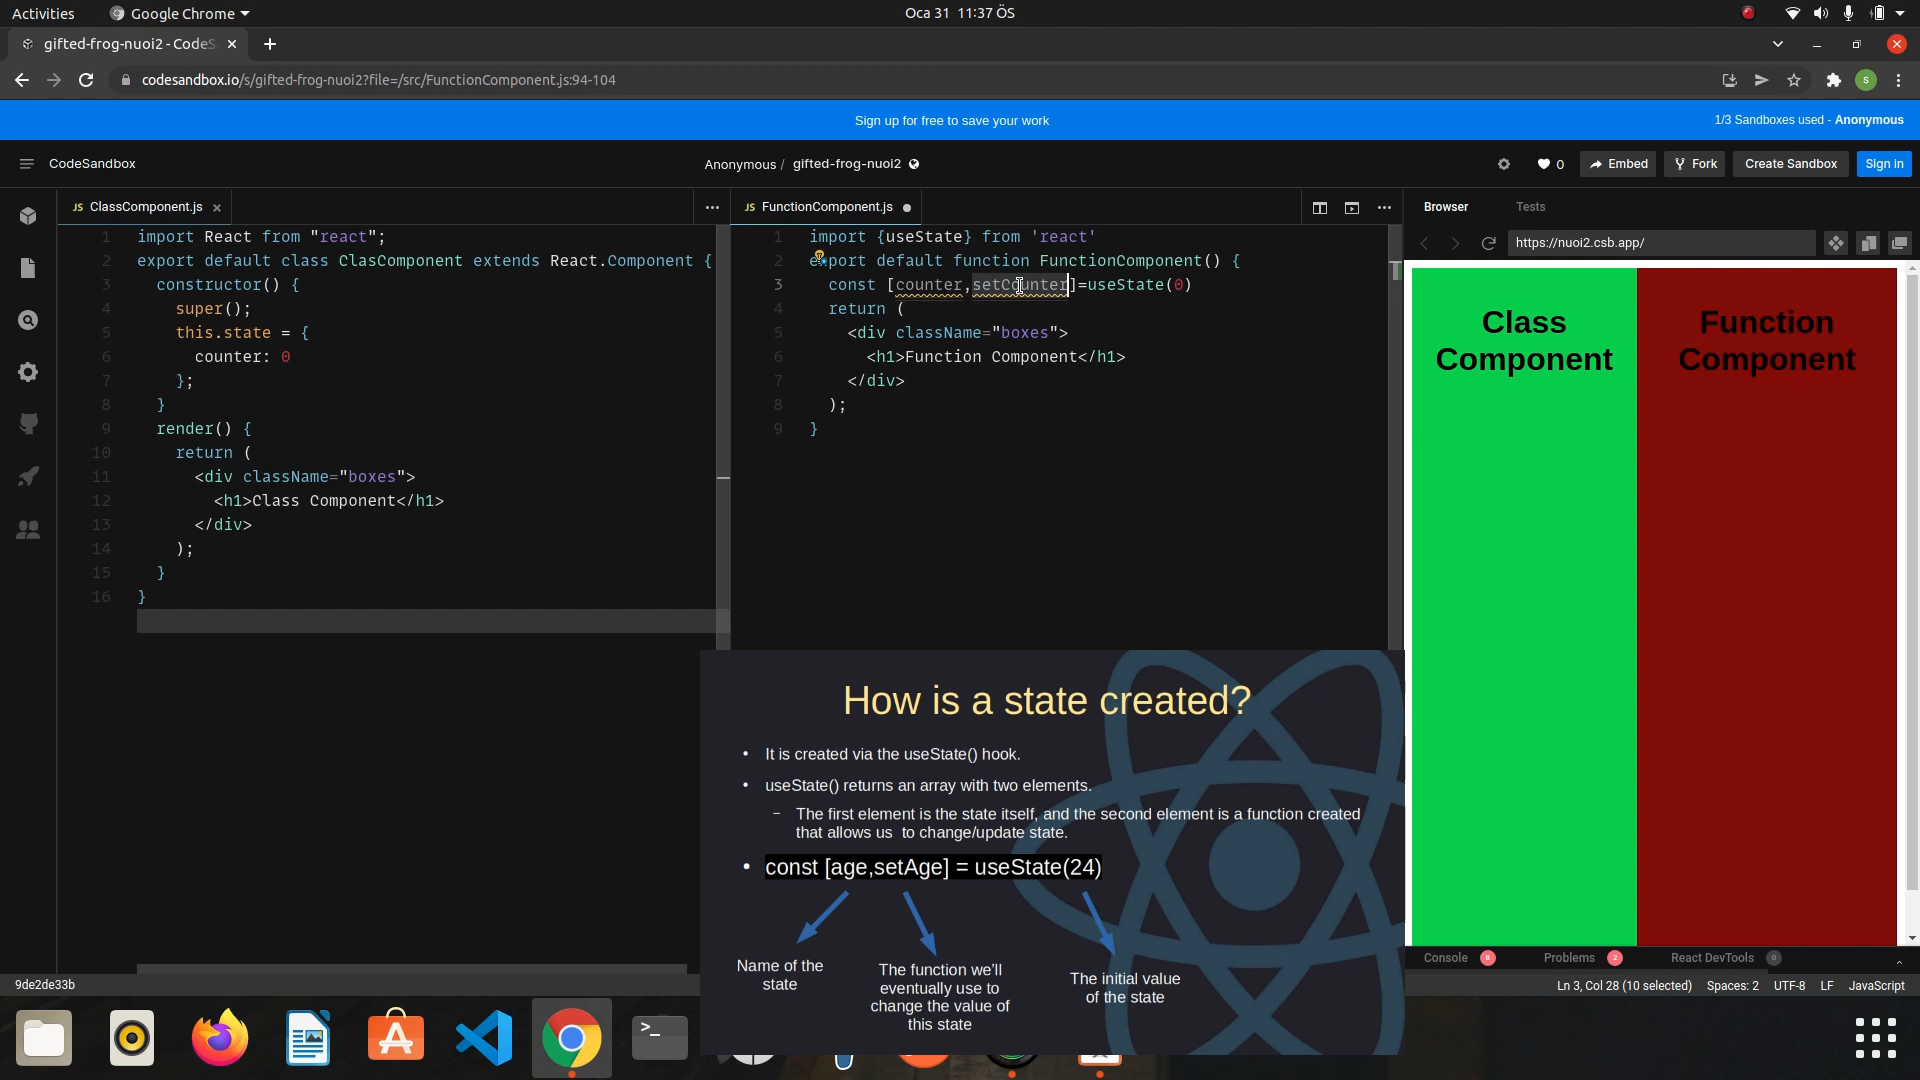 Activities
Google Chrome
Oca 31 11:37 ÖS
gifted-frog-nuoi2 - CodeS
codesandbox.io/s/gifted-frog-nuoi2?file=/src/FunctionComponent.js:94-104
S
Sign up for free to save your work
1/3 Sandboxes used - Anonymous
CodeSandbox
Anonymous / gifted-frog-nuoi2
0
Embed
Fork
Create Sandbox
Sign in
JS ClassComponent.js
1 import React from "react";
2 export default class ClasComponent extends React.Component {
3 constructor() {
4 super();
5 this.state = {
6 counter: 0
7 };
8 }
9 render() {
10 return (
11 <div className="boxes">
12 <h1>Class Component</h1>
13 </div>
14 );
15 }
16 }
JS FunctionComponent.js
1 import {useState} from 'react'
2 export default function FunctionComponent() {
3 const [counter,setCounter]=useState(0)
4 return (
5 <div className="boxes">
6 <h1>Function Component</h1>
7 </div>
8 );
9 }
Browser
Tests
https://nuoi2.csb.app/
Class
Component
Function
Component
How is a state created?
• It is created via the useState() hook.
• useState() returns an array with two elements.
– The first element is the state itself, and the second element is a function created
that allows us to change/update state.
• const [age,setAge] = useState(24)
Name of the
state
The function we'll
eventually use to
change the value of
this state
The initial value
of the state
Console 8
Problems 2
React DevTools 0
9de2de33b
Ln 3, Col 28 (10 selected)
Spaces: 2
UTF-8
LF
JavaScript
>_